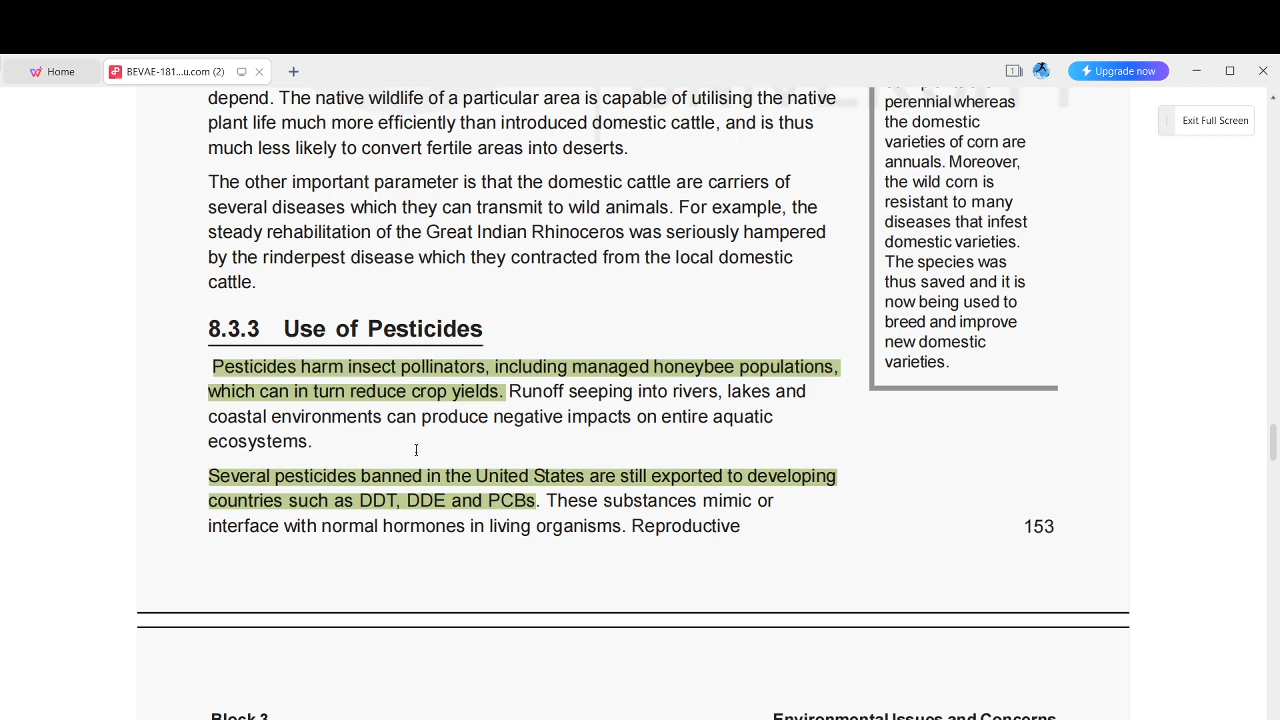 Home
BEVAE-181...u.com (2)
1
Upgrade now
Exit Full Screen
depend. The native wildlife of a particular area is capable of utilising the native
plant life much more efficiently than introduced domestic cattle, and is thus
much less likely to convert fertile areas into deserts.
The other important parameter is that the domestic cattle are carriers of
several diseases which they can transmit to wild animals. For example, the
steady rehabilitation of the Great Indian Rhinoceros was seriously hampered
by the rinderpest disease which they contracted from the local domestic
cattle.
8.3.3 Use of Pesticides
Pesticides harm insect pollinators, including managed honeybee populations,
which can in turn reduce crop yields. Runoff seeping into rivers, lakes and
coastal environments can produce negative impacts on entire aquatic
ecosystems.
Several pesticides banned in the United States are still exported to developing
countries such as DDT, DDE and PCBs. These substances mimic or
interface with normal hormones in living organisms. Reproductive
perennial whereas
the domestic
varieties of corn are
annuals. Moreover,
the wild corn is
resistant to many
diseases that infest
domestic varieties.
The species was
thus saved and it is
now being used to
breed and improve
new domestic
varieties.
153
Block 3
Environmental Issues and Concerns